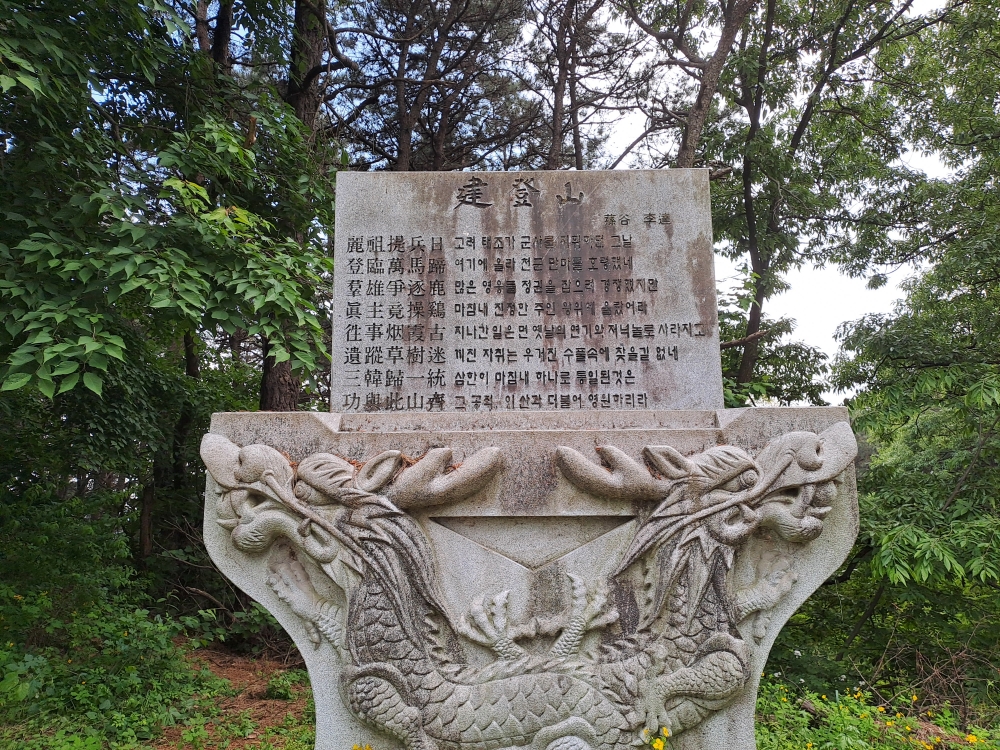 建登山
蓀谷 李達
麗祖提兵日 고려 태조가 군사를 지휘하던 그날
登臨萬馬蹄 여기에 올라 천군 만마를 호령했네
羣雄爭逐鹿 많은 영웅들 정권을 잡으려 경쟁했지만
眞主竟操鷄 마침내 진정한 주인 왕위에 올랐어라
徃事烟霞古 지나간일은 먼 옛날의 연기와 저녁놀로 사라지고
遺蹤草樹迷 끼친 자취는 우거진 수풀속에 찾을길 없네
三韓歸一統 삼한이 마침내 하나로 통일된것은
功與此山齊 그 공적 이산과 더불어 영원하리라